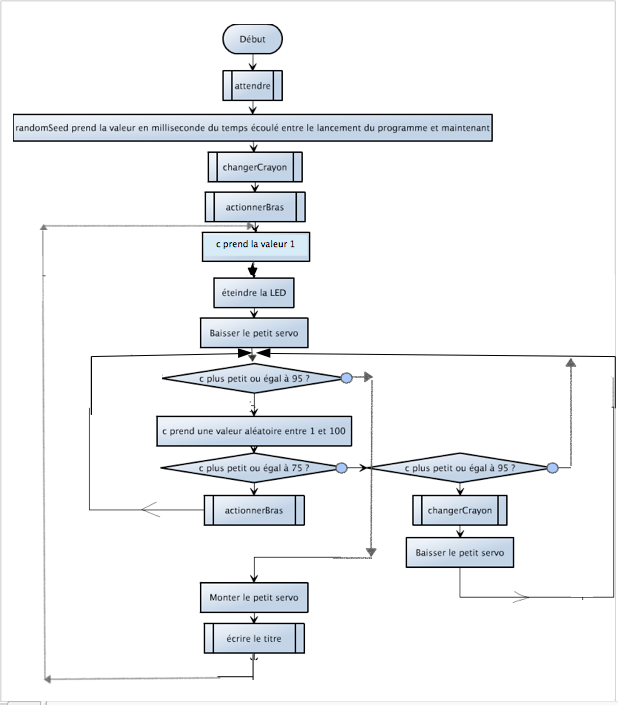 Début
attendre
randomSeed prend la valeur en milliseconde du temps écoulé entre le lancement du programme et maintenant
changerCrayon
actionnerBras
c prend la valeur 1
éteindre la LED
Baisser le petit servo
c plus petit ou égal à 95 ?
c prend une valeur aléatoire entre 1 et 100
c plus petit ou égal à 75 ?
c plus petit ou égal à 95 ?
actionnerBras
changerCrayon
Baisser le petit servo
Monter le petit servo
écrire le titre